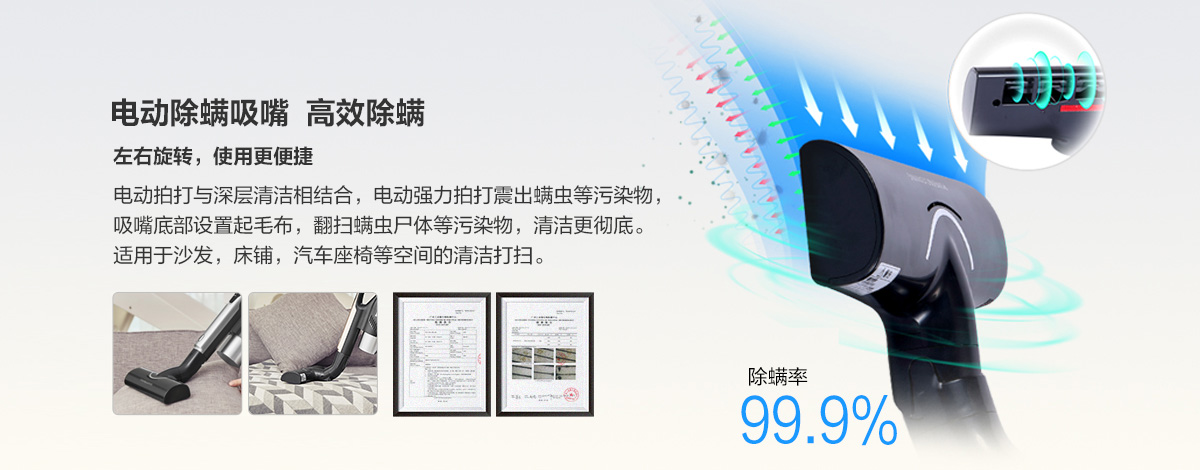 电动除螨吸嘴 高效除螨
左右旋转，使用更便捷
电动拍打与深层清洁相结合，电动强力拍打震出螨虫等污染物，
吸嘴底部设置起毛布，翻扫螨虫尸体等污染物，清洁更彻底。
适用于沙发，床铺，汽车座椅等空间的清洁打扫。
除螨率
99.9%